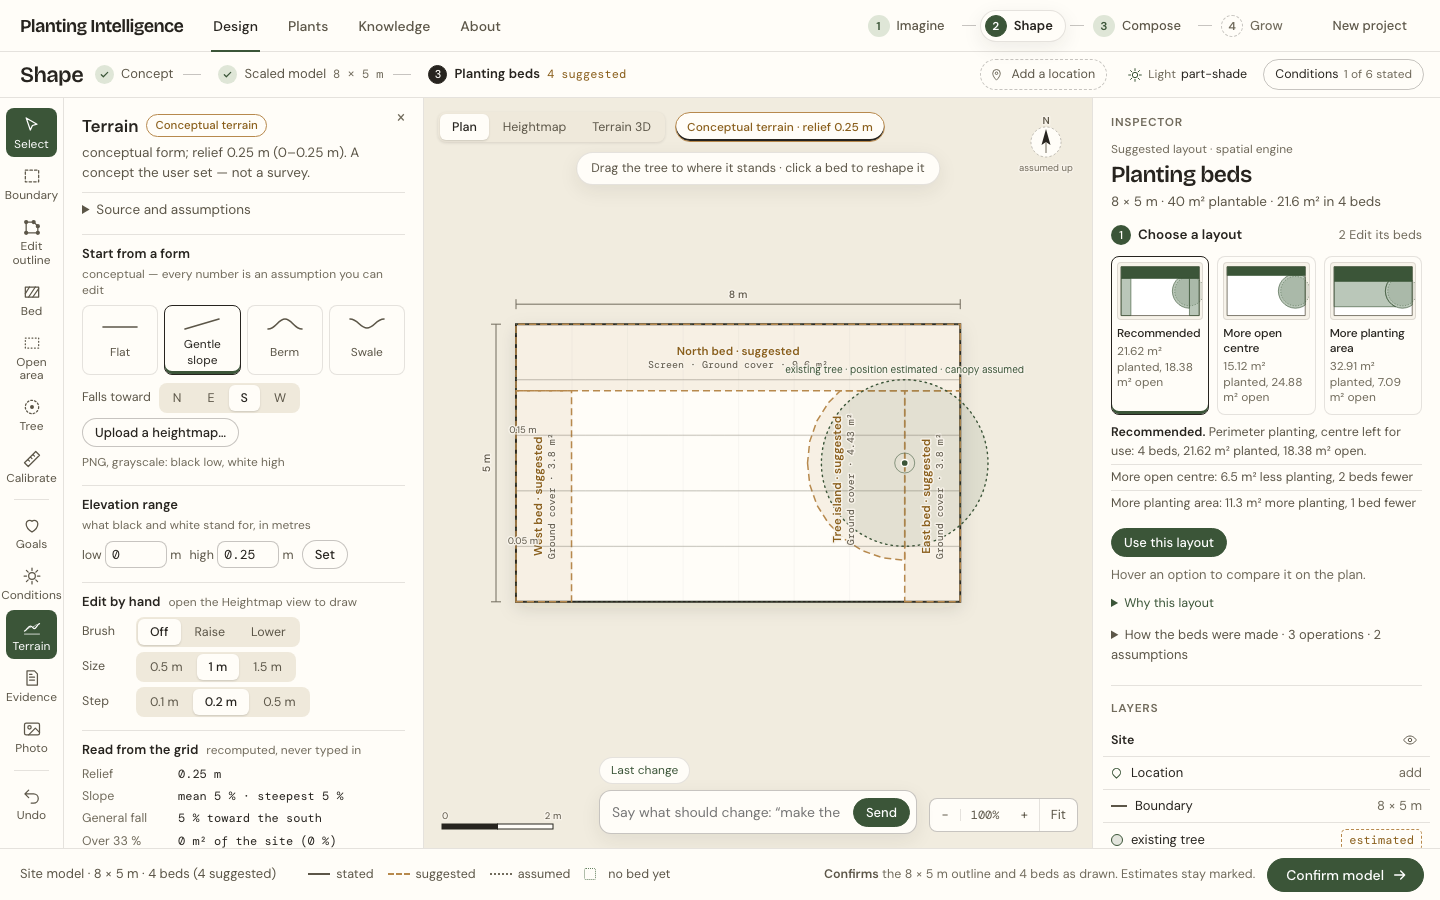 Planting Intelligence
Design
Plants
Knowledge
About
1 Imagine
2 Shape
3 Compose
4 Grow
New project
Shape
Concept
Scaled model 8 × 5 m
3 Planting beds 4 suggested
Add a location
Light part-shade
Conditions 1 of 6 stated
Select
Boundary
Edit
outline
Bed
Open
area
Tree
Calibrate
Goals
Conditions
Terrain
Evidence
Photo
Undo
Terrain Conceptual terrain ×
conceptual form; relief 0.25 m (0–0.25 m). A
concept the user set — not a survey.
Source and assumptions
Start from a form
conceptual — every number is an assumption you can
edit
Flat
Gentle
slope
Berm
Swale
Falls toward N E S W
Upload a heightmap…
PNG, grayscale: black low, white high
Elevation range
what black and white stand for, in metres
low 0 m high 0.25 m Set
Edit by hand open the Heightmap view to draw
Brush Off Raise Lower
Size 0.5 m 1 m 1.5 m
Step 0.1 m 0.2 m 0.5 m
Read from the grid recomputed, never typed in
Relief 0.25 m
Slope mean 5 % · steepest 5 %
General fall 5 % toward the south
Over 33 % 0 m² of the site (0 %)
Plan Heightmap Terrain 3D
Conceptual terrain · relief 0.25 m
Drag the tree to where it stands · click a bed to reshape it
N
assumed up
8 m
5 m
North bed · suggested
Screen · Ground cover ·
existing tree · position estimated · canopy assumed
0.15 m
0.05 m
West bed · suggested
Ground cover · 3.8 m²
Tree island · suggested
Ground cover · 4.43 m²
East bed · suggested
Ground cover · 3.8 m²
Last change
Say what should change: “make the
Send
0 2 m
− 100% + Fit
INSPECTOR
Suggested layout · spatial engine
Planting beds
8 × 5 m · 40 m² plantable · 21.6 m² in 4 beds
1 Choose a layout 2 Edit its beds
Recommended
21.62 m²
planted, 18.38
m² open
More open
centre
15.12 m²
planted, 24.88
m² open
More planting
area
32.91 m²
planted, 7.09
m² open
Recommended. Perimeter planting, centre left for
use: 4 beds, 21.62 m² planted, 18.38 m² open.
More open centre: 6.5 m² less planting, 2 beds fewer
More planting area: 11.3 m² more planting, 1 bed fewer
Use this layout
Hover an option to compare it on the plan.
Why this layout
How the beds were made · 3 operations · 2
assumptions
LAYERS
Site
Location add
Boundary 8 × 5 m
existing tree estimated
Site model · 8 × 5 m · 4 beds (4 suggested)
stated
suggested
assumed
no bed yet
Confirms the 8 × 5 m outline and 4 beds as drawn. Estimates stay marked.
Confirm model →